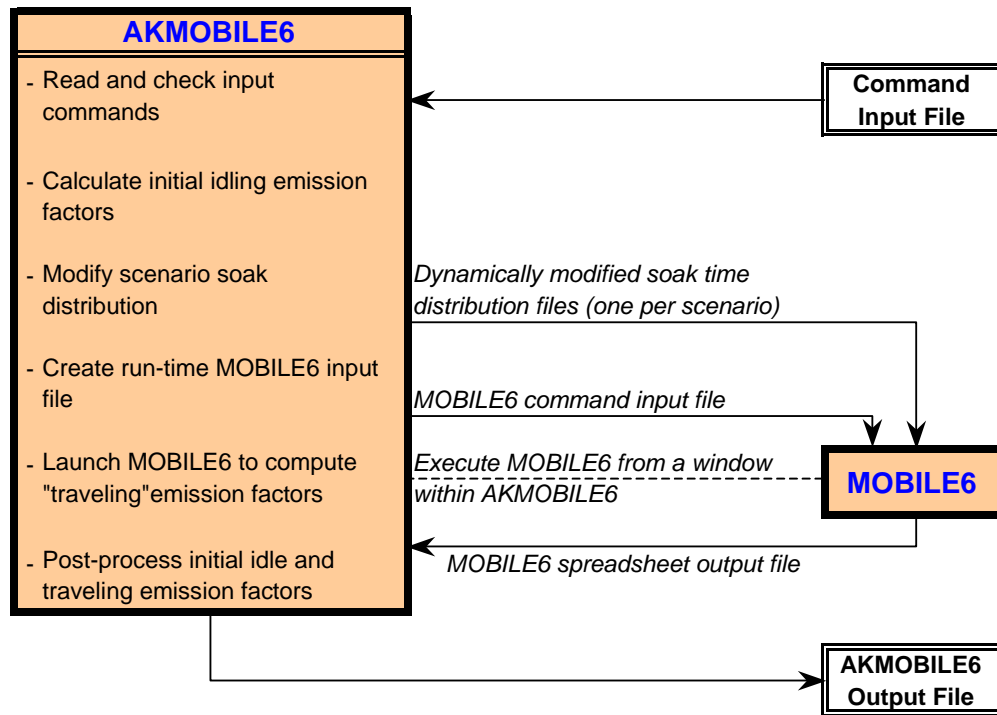 AKMOBILE6
- Read and check input
commands
- Calculate initial idling emission
factors
- Modify scenario soak
distribution
- Create run-time MOBILE6 input
file
- Launch MOBILE6 to compute
"traveling"emission factors
- Post-process initial idle and
traveling emission factors
Command
Input File
Dynamically modified soak time
distribution files (one per scenario)
MOBILE6 command input file
Execute MOBILE6 from a window
within AKMOBILE6
MOBILE6
MOBILE6 spreadsheet output file
AKMOBILE6
Output File